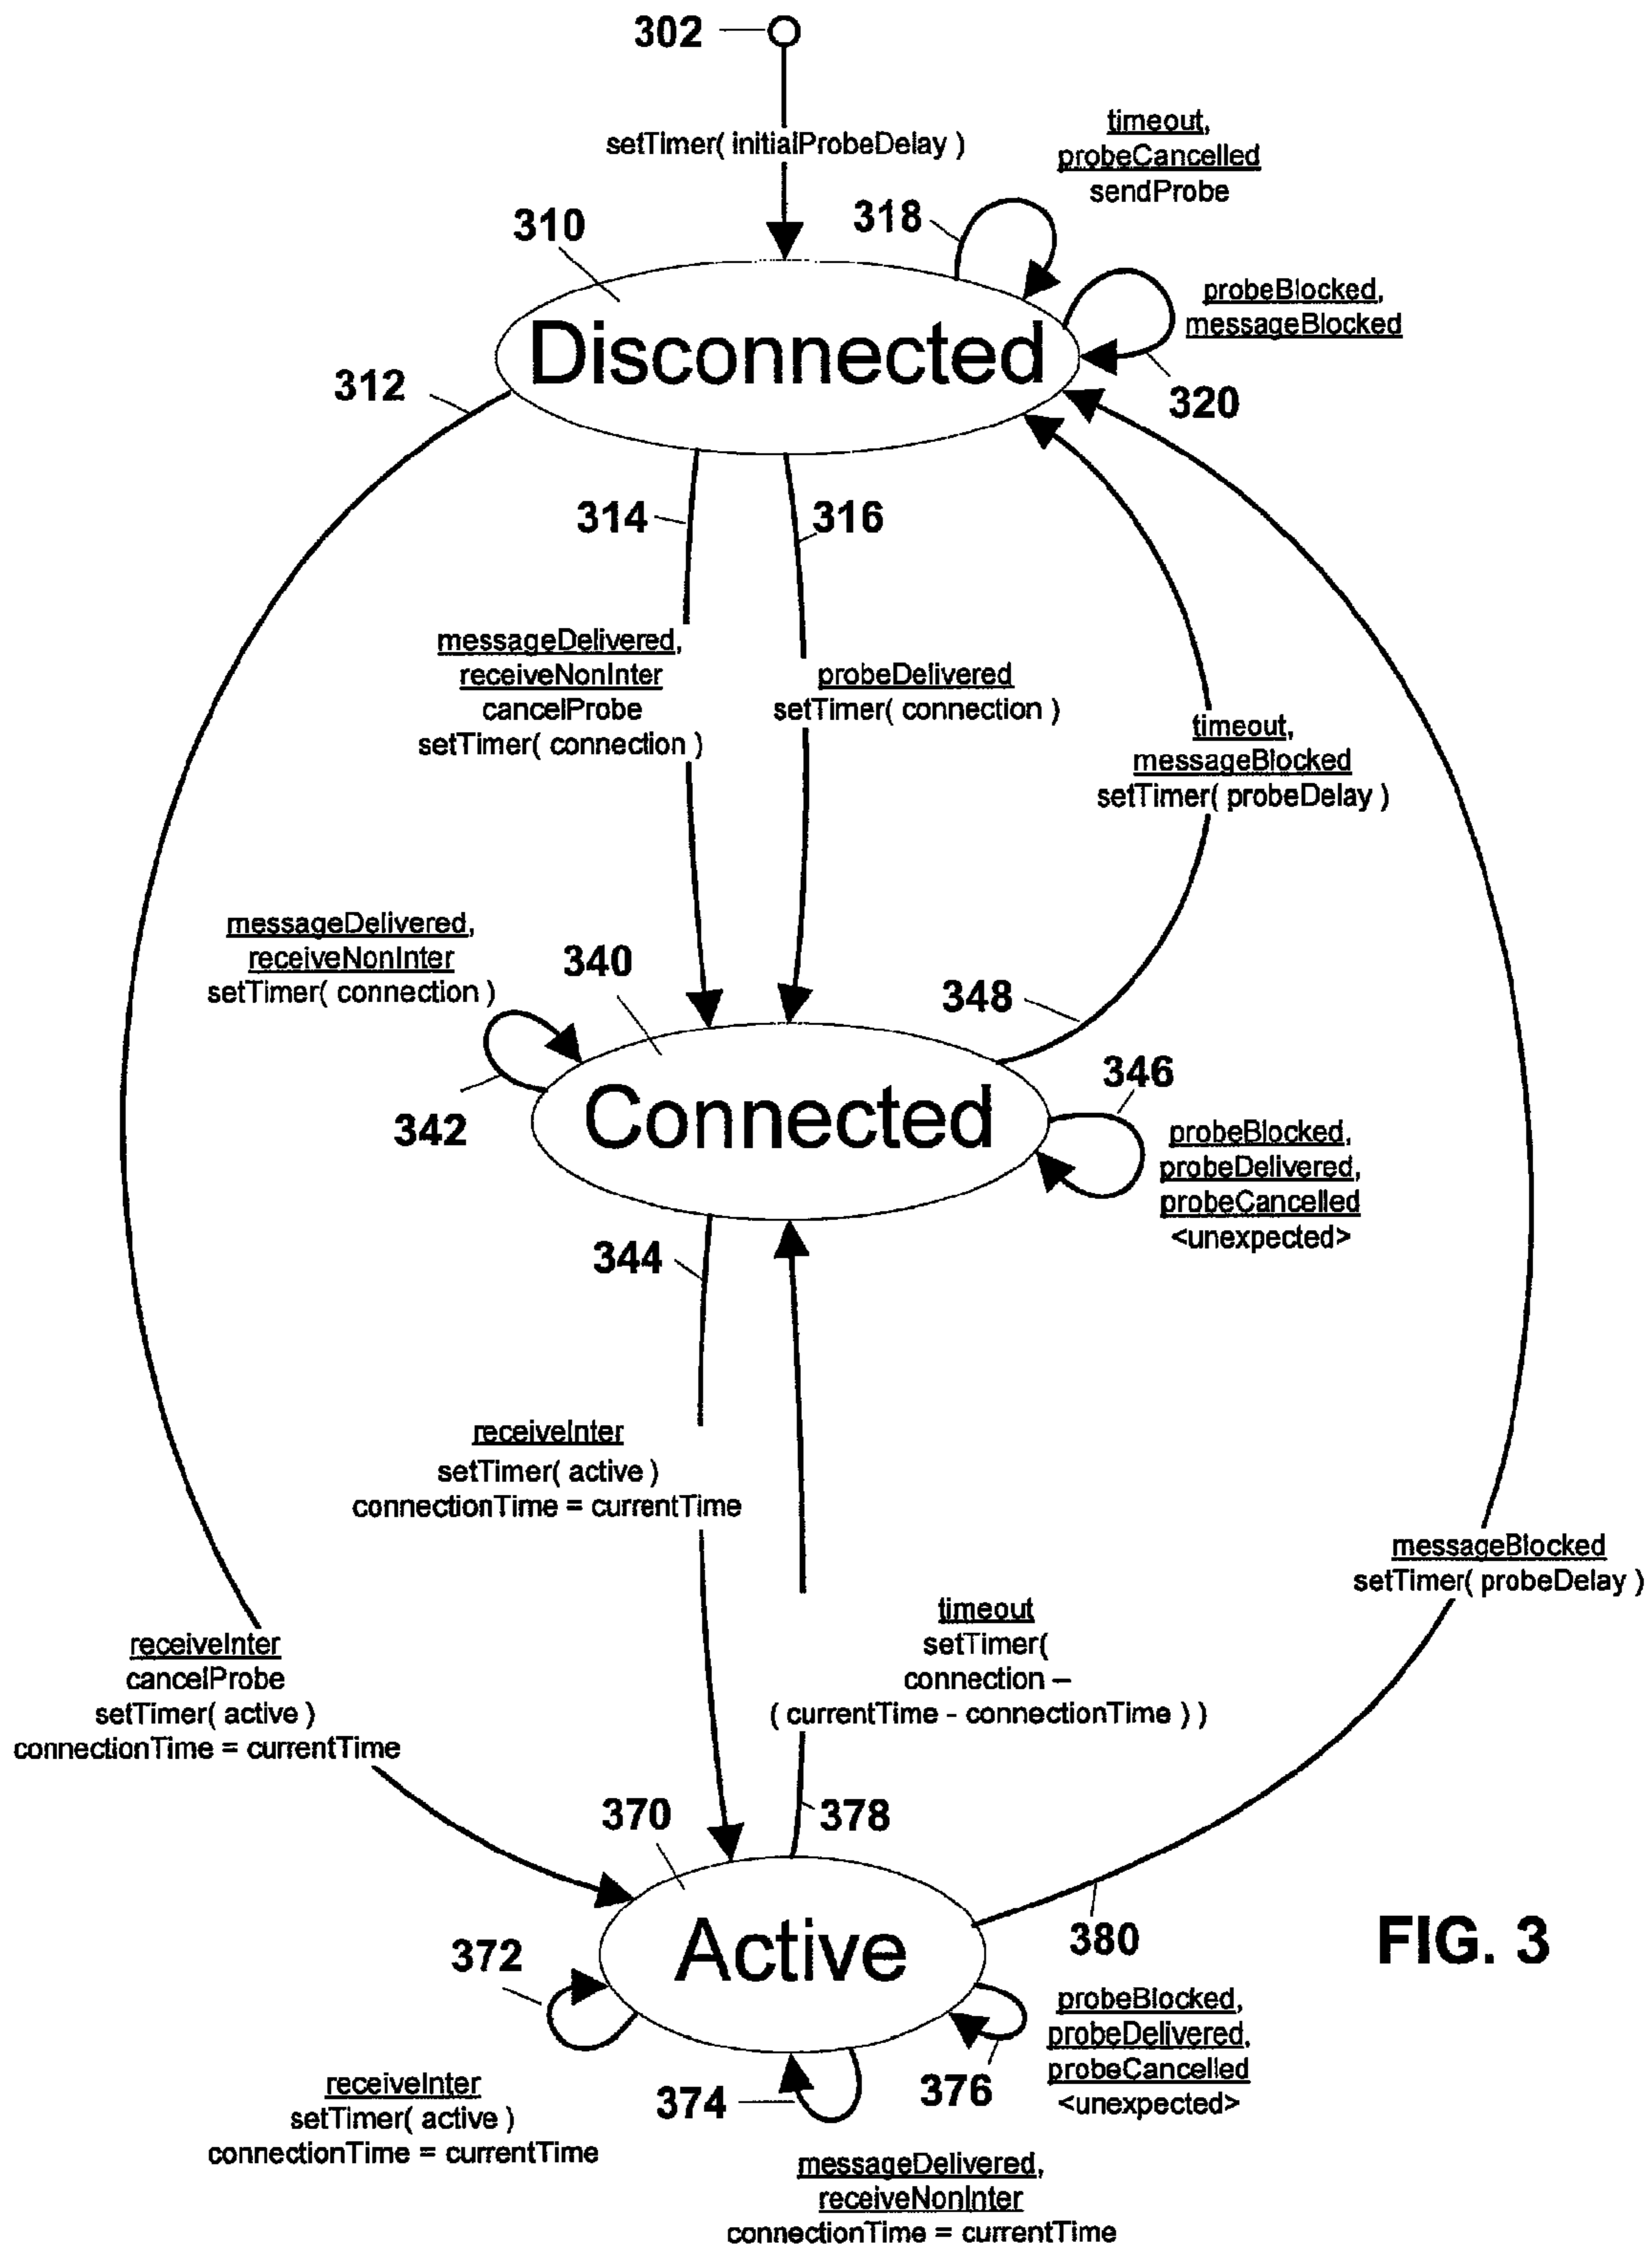 302
setTimer( initialProbeDelay )
timeout,
probeCancelled
sendProbe
318
310
probeBlocked,
messageBlocked
320
Disconnected
312
314
316
messageDelivered,
receiveNonInter
cancelProbe
setTimer( connection )
probeDelivered
setTimer( connection )
timeout,
messageBlocked
setTimer( probeDelay )
messageDelivered,
receiveNonInter
setTimer( connection )
340
348
342
Connected
346
probeBlocked,
probeDelivered,
probeCancelled
<unexpected>
344
receiveInter
setTimer( active )
connectionTime = currentTime
messageBlocked
setTimer( probeDelay )
timeout
setTimer(
connection –
( currentTime - connectionTime ) )
receiveInter
cancelProbe
setTimer( active )
connectionTime = currentTime
370
378
380
FIG. 3
Active
372
receiveInter
setTimer( active )
connectionTime = currentTime
374
376
probeBlocked,
probeDelivered,
probeCancelled
<unexpected>
messageDelivered,
receiveNonInter
connectionTime = currentTime